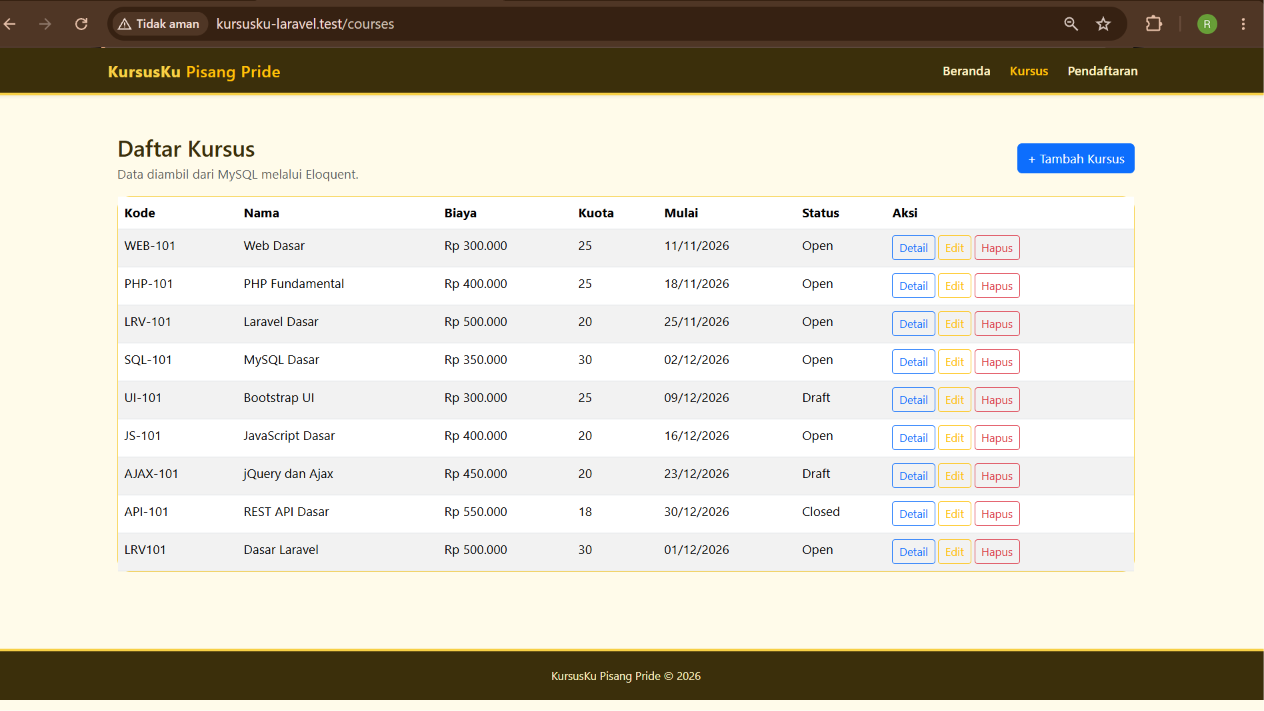 Tidak aman kursusku-laravel.test/courses R
KursusKu Pisang Pride Beranda Kursus Pendaftaran
Daftar Kursus
Data diambil dari MySQL melalui Eloquent.
+ Tambah Kursus
Kode Nama Biaya Kuota Mulai Status Aksi
WEB-101 Web Dasar Rp 300.000 25 11/11/2026 Open Detail Edit Hapus
PHP-101 PHP Fundamental Rp 400.000 25 18/11/2026 Open Detail Edit Hapus
LRV-101 Laravel Dasar Rp 500.000 20 25/11/2026 Open Detail Edit Hapus
SQL-101 MySQL Dasar Rp 350.000 30 02/12/2026 Open Detail Edit Hapus
UI-101 Bootstrap UI Rp 300.000 25 09/12/2026 Draft Detail Edit Hapus
JS-101 JavaScript Dasar Rp 400.000 20 16/12/2026 Open Detail Edit Hapus
AJAX-101 jQuery dan Ajax Rp 450.000 20 23/12/2026 Draft Detail Edit Hapus
API-101 REST API Dasar Rp 550.000 18 30/12/2026 Closed Detail Edit Hapus
LRV101 Dasar Laravel Rp 500.000 30 01/12/2026 Open Detail Edit Hapus
KursusKu Pisang Pride © 2026